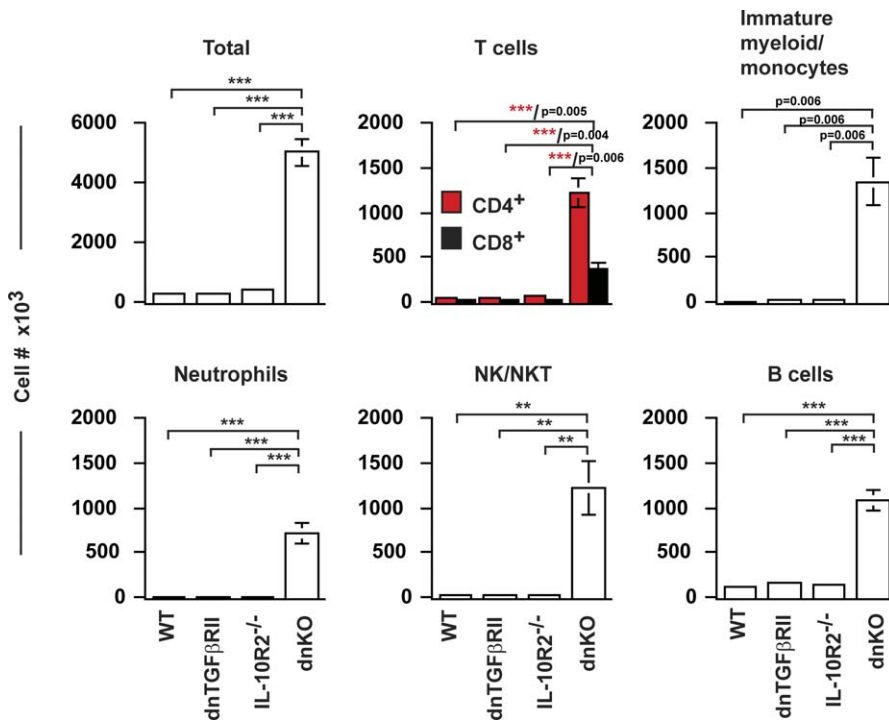 Total
***
***
***
6000
4000
2000
0
T cells
***/p=0.005
***/p=0.004
***/p=0.006
2000
1500
1000
500
0
CD4+
CD8+
Immature
myeloid/
monocytes
p=0.006
p=0.006
p=0.006
2000
1500
1000
500
0
Cell # x10³
Neutrophils
***
***
***
2000
1500
1000
500
0
WT
dnTGFβRII
IL-10R2-/-
dnKO
NK/NKT
**
**
**
2000
1500
1000
500
0
WT
dnTGFβRII
IL-10R2-/-
dnKO
B cells
***
***
***
2000
1500
1000
500
0
WT
dnTGFβRII
IL-10R2-/-
dnKO